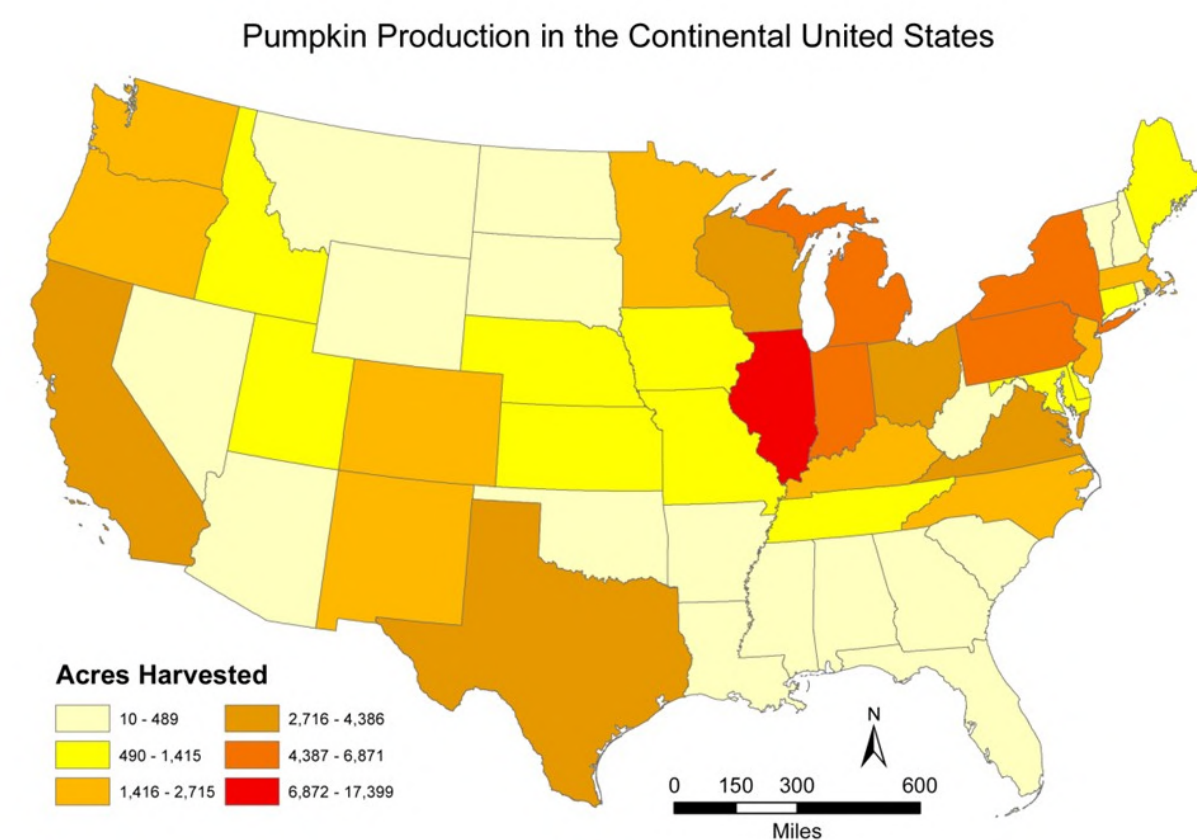 Pumpkin Production in the Continental United States
Acres Harvested
10 - 489
490 - 1,415
1,416 - 2,715
2,716 - 4,386
4,387 - 6,871
6,872 - 17,399
N
0 150 300 600
Miles